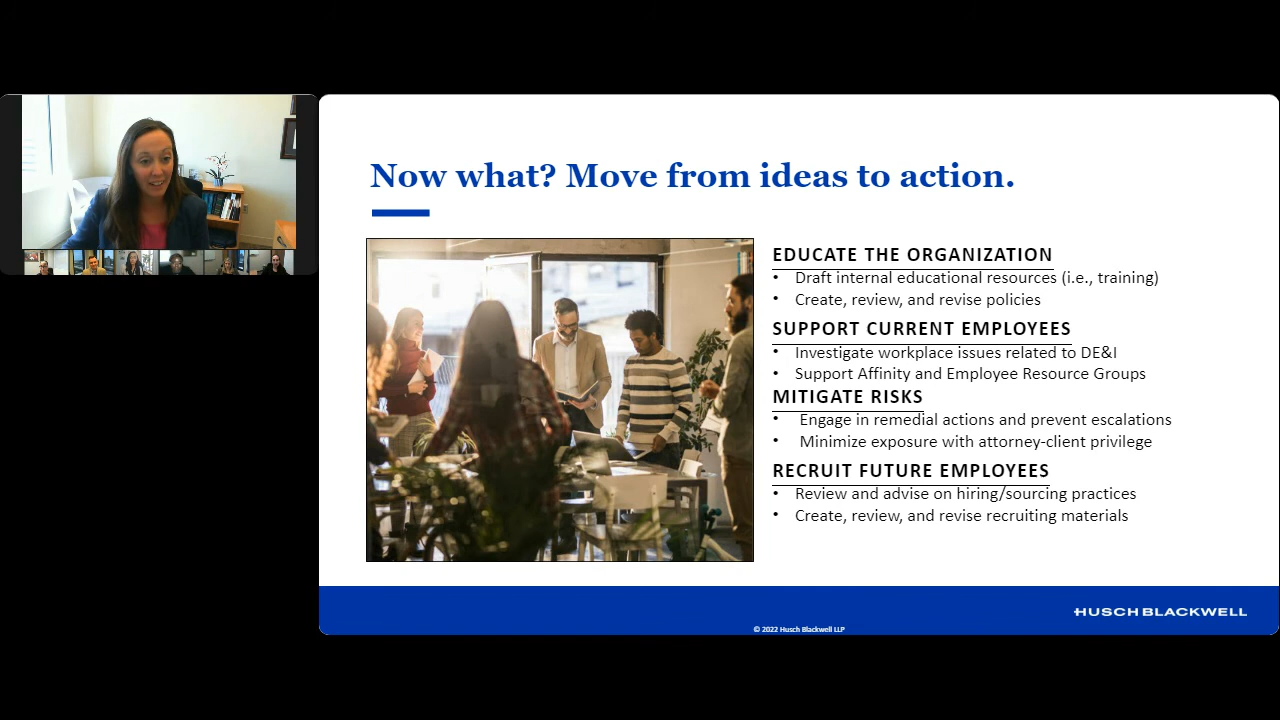 Now what? Move from ideas to action.
EDUCATE THE ORGANIZATION
• Draft internal educational resources (i.e., training)
• Create, review, and revise policies
SUPPORT CURRENT EMPLOYEES
• Investigate workplace issues related to DE&I
• Support Affinity and Employee Resource Groups
MITIGATE RISKS
• Engage in remedial actions and prevent escalations
• Minimize exposure with attorney-client privilege
RECRUIT FUTURE EMPLOYEES
• Review and advise on hiring/sourcing practices
• Create, review, and revise recruiting materials
HUSCH BLACKWELL
© 2022 Husch Blackwell LLP